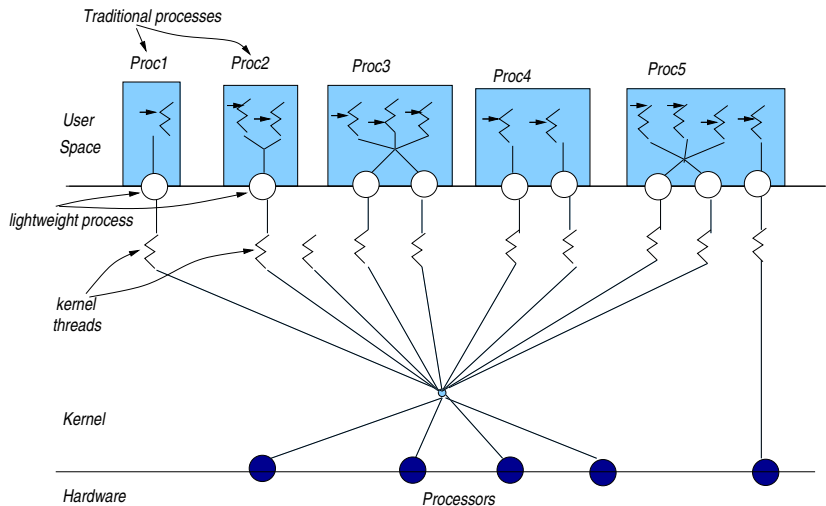 Traditional processes
Proc1
Proc2
Proc3
Proc4
Proc5
User
Space
lightweight process
kernel
threads
Kernel
Hardware
Processors